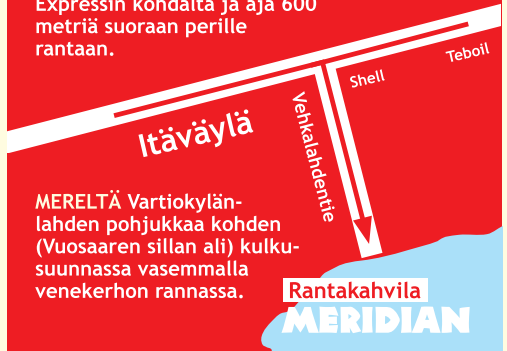 Expressin kohdalta ja aja 600
metriä suoraan perille
rantaan.
Teboil
Shell
Itäväylä
Vehkalahdentie
MERELTÄ Vartiokylän-
lahden pohjukkaa kohden
(Vuosaaren sillan ali) kulku-
suunnassa vasemmalla
venekerhon rannassa.
Rantakahvila
MERIDIAN